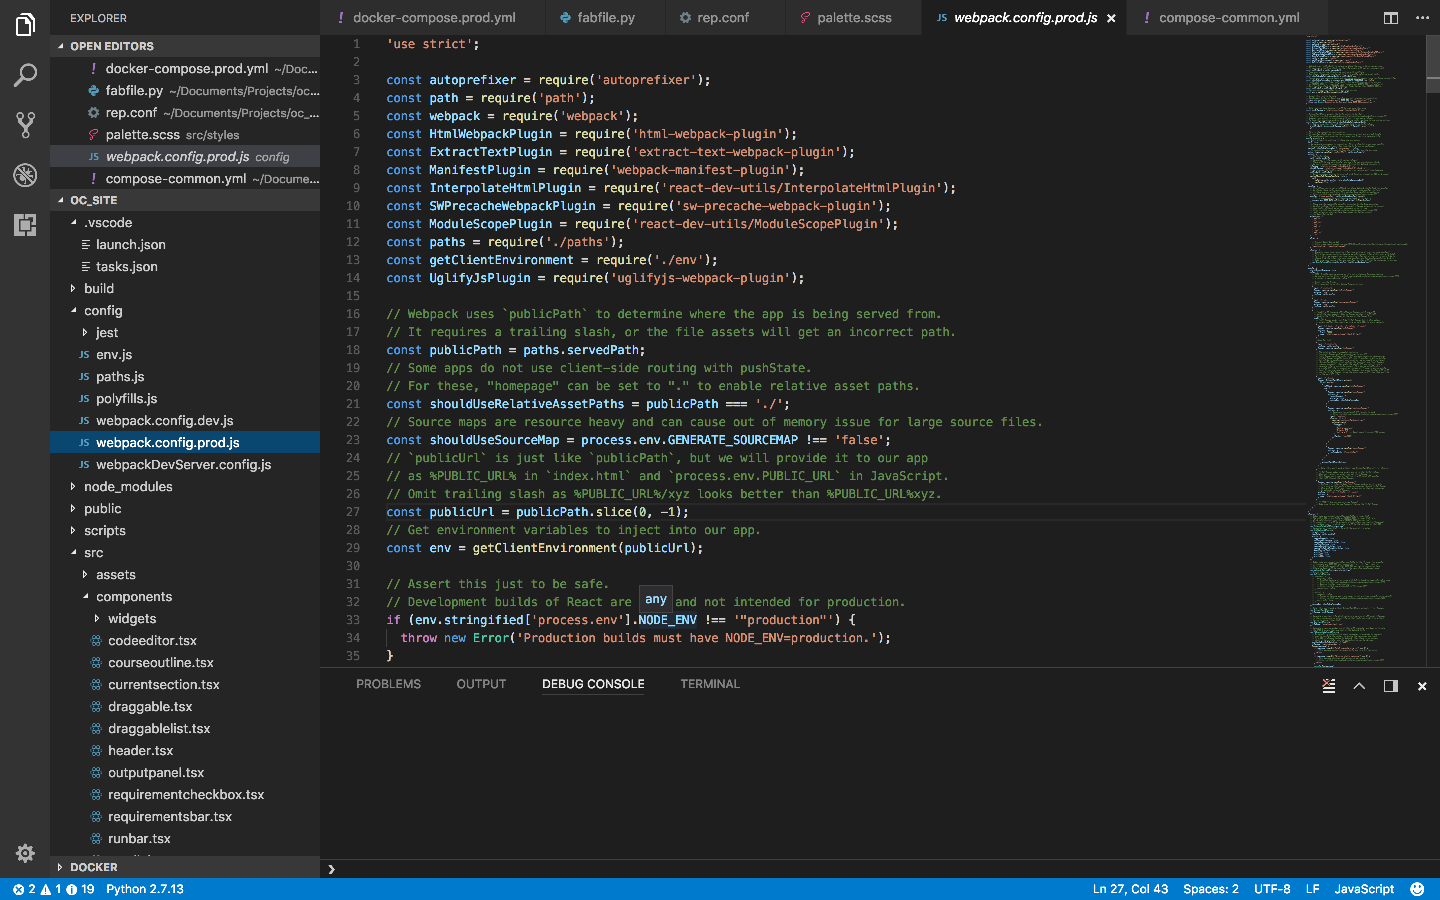 EXPLORER
OPEN EDITORS
! docker-compose.prod.yml ~/Doc...
fabfile.py ~/Documents/Projects/oc...
rep.conf ~/Documents/Projects/oc_...
palette.scss src/styles
JS webpack.config.prod.js config
! compose-common.yml ~/Docume...
OC_SITE
.vscode
launch.json
tasks.json
build
config
jest
JS env.js
JS paths.js
JS polyfills.js
JS webpack.config.dev.js
JS webpack.config.prod.js
JS webpackDevServer.config.js
node_modules
public
scripts
src
assets
components
widgets
codeeditor.tsx
courseoutline.tsx
currentsection.tsx
draggable.tsx
draggablelist.tsx
header.tsx
outputpanel.tsx
requirementcheckbox.tsx
requirementsbar.tsx
runbar.tsx
DOCKER
! docker-compose.prod.yml fabfile.py rep.conf palette.scss JS webpack.config.prod.js × ! compose-common.yml ...
1 'use strict';
2
3 const autoprefixer = require('autoprefixer');
4 const path = require('path');
5 const webpack = require('webpack');
6 const HtmlWebpackPlugin = require('html-webpack-plugin');
7 const ExtractTextPlugin = require('extract-text-webpack-plugin');
8 const ManifestPlugin = require('webpack-manifest-plugin');
9 const InterpolateHtmlPlugin = require('react-dev-utils/InterpolateHtmlPlugin');
10 const SWPrecacheWebpackPlugin = require('sw-precache-webpack-plugin');
11 const ModuleScopePlugin = require('react-dev-utils/ModuleScopePlugin');
12 const paths = require('./paths');
13 const getClientEnvironment = require('./env');
14 const UglifyJsPlugin = require('uglifyjs-webpack-plugin');
15
16 // Webpack uses `publicPath` to determine where the app is being served from.
17 // It requires a trailing slash, or the file assets will get an incorrect path.
18 const publicPath = paths.servedPath;
19 // Some apps do not use client-side routing with pushState.
20 // For these, "homepage" can be set to "." to enable relative asset paths.
21 const shouldUseRelativeAssetPaths = publicPath === './';
22 // Source maps are resource heavy and can cause out of memory issue for large source files.
23 const shouldUseSourceMap = process.env.GENERATE_SOURCEMAP !== 'false';
24 // `publicUrl` is just like `publicPath`, but we will provide it to our app
25 // as %PUBLIC_URL% in `index.html` and `process.env.PUBLIC_URL` in JavaScript.
26 // Omit trailing slash as %PUBLIC_URL%/xyz looks better than %PUBLIC_URL%xyz.
27 const publicUrl = publicPath.slice(0, -1);
28 // Get environment variables to inject into our app.
29 const env = getClientEnvironment(publicUrl);
30
31 // Assert this just to be safe.
32 // Development builds of React are any and not intended for production.
33 if (env.stringified['process.env'].NODE_ENV !== '"production"') {
34 throw new Error('Production builds must have NODE_ENV=production.');
35 }
PROBLEMS OUTPUT DEBUG CONSOLE TERMINAL
2 1 19 Python 2.7.13 Ln 27, Col 43 Spaces: 2 UTF-8 LF JavaScript